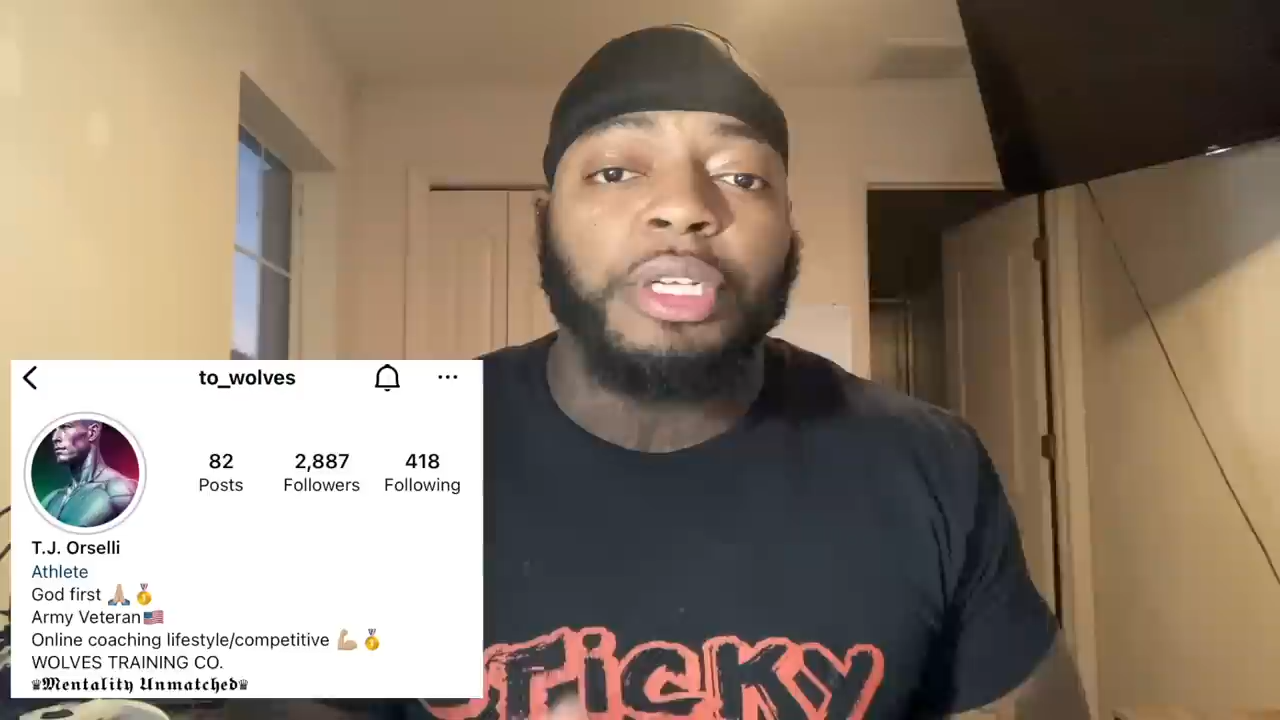 to_wolves
82
2,887
418
Posts
Followers
Following
T.J. Orselli
Athlete
God first 🙏🏼🥇
Army Veteran🇺🇸
Online coaching lifestyle/competitive 💪🏼🥇
WOLVES TRAINING CO.
♛𝕸𝖊𝖓𝖙𝖆𝖑𝖎𝖙𝖞 𝖀𝖓𝖒𝖆𝖙𝖈𝖍𝖊𝖉♛
STICKY